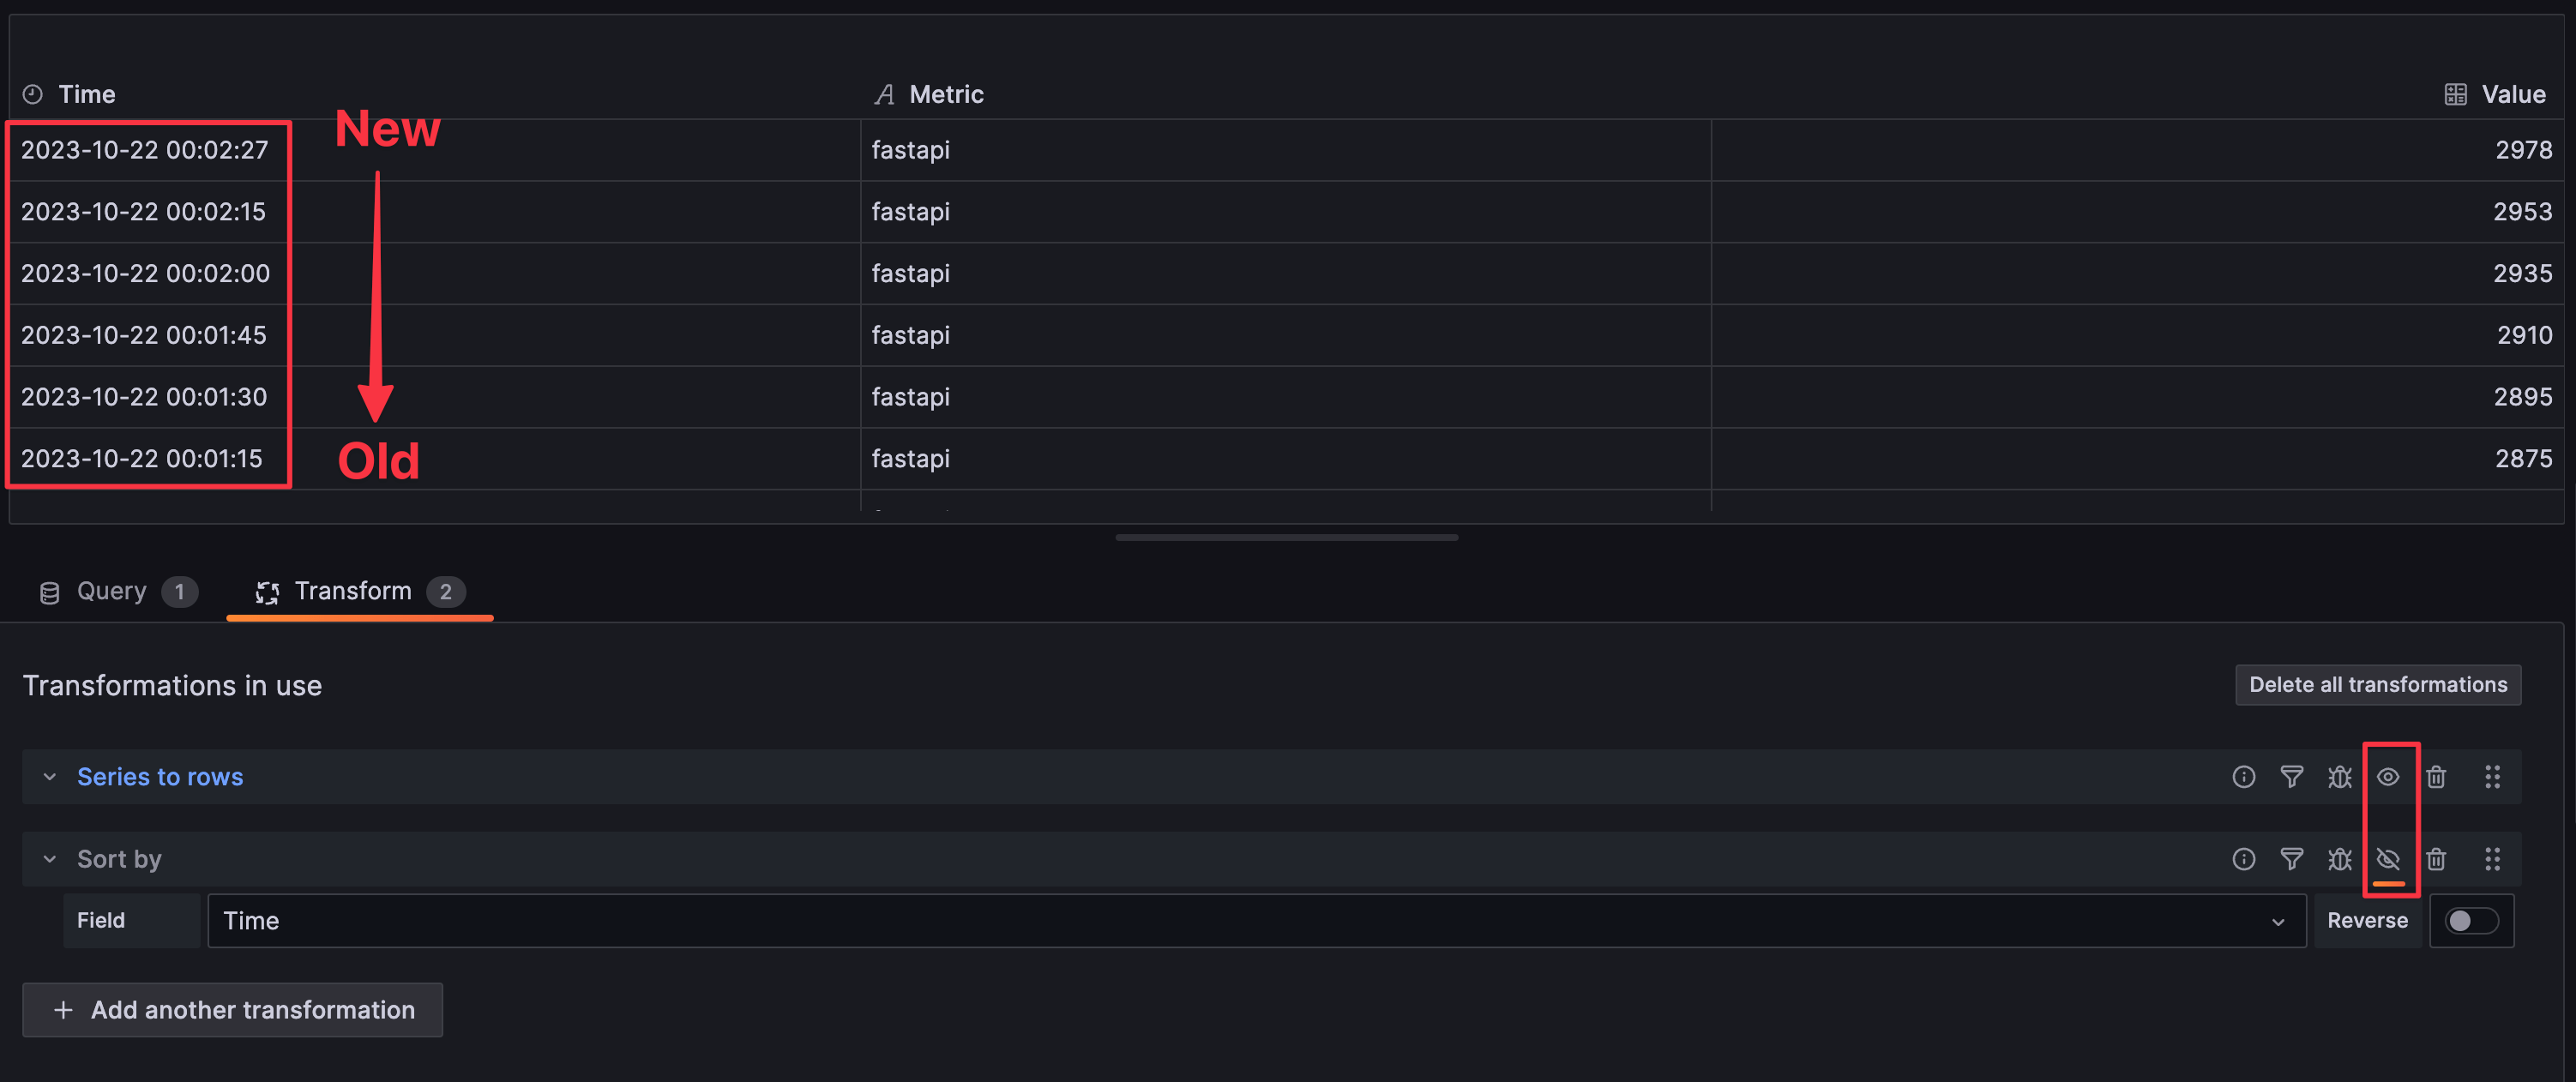 Time Metric Value
New
2023-10-22 00:02:27 fastapi 2978
2023-10-22 00:02:15 fastapi 2953
2023-10-22 00:02:00 fastapi 2935
2023-10-22 00:01:45 fastapi 2910
2023-10-22 00:01:30 fastapi 2895
2023-10-22 00:01:15 fastapi 2875
Old
Query 1 Transform 2
Transformations in use Delete all transformations
Series to rows
Sort by
Field Time Reverse
+ Add another transformation